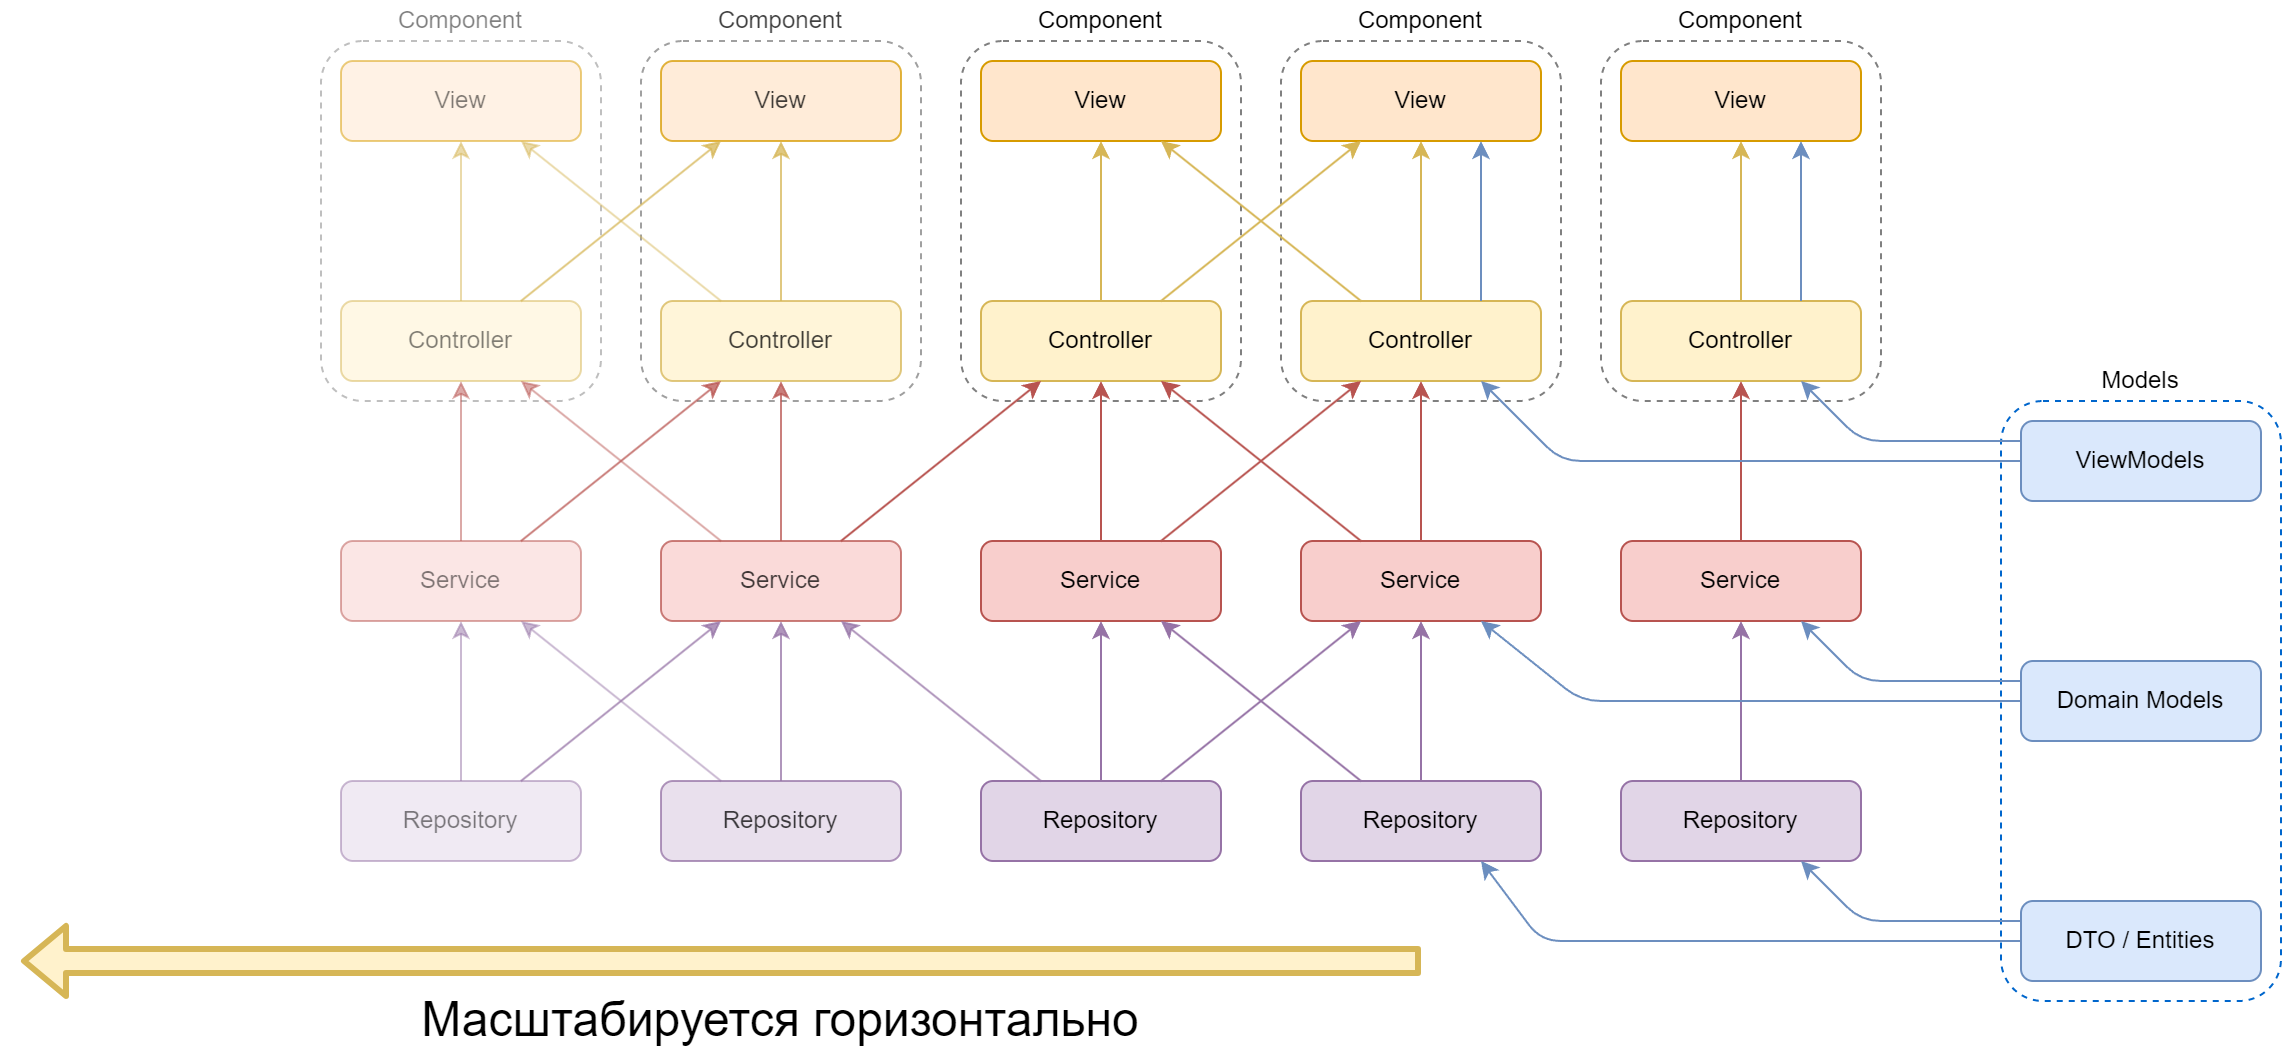 Component
Component
Component
Component
Component
View
View
View
View
View
Controller
Controller
Controller
Controller
Controller
Models
ViewModels
Service
Service
Service
Service
Service
Domain Models
Repository
Repository
Repository
Repository
Repository
DTO / Entities
Масштабируется горизонтально